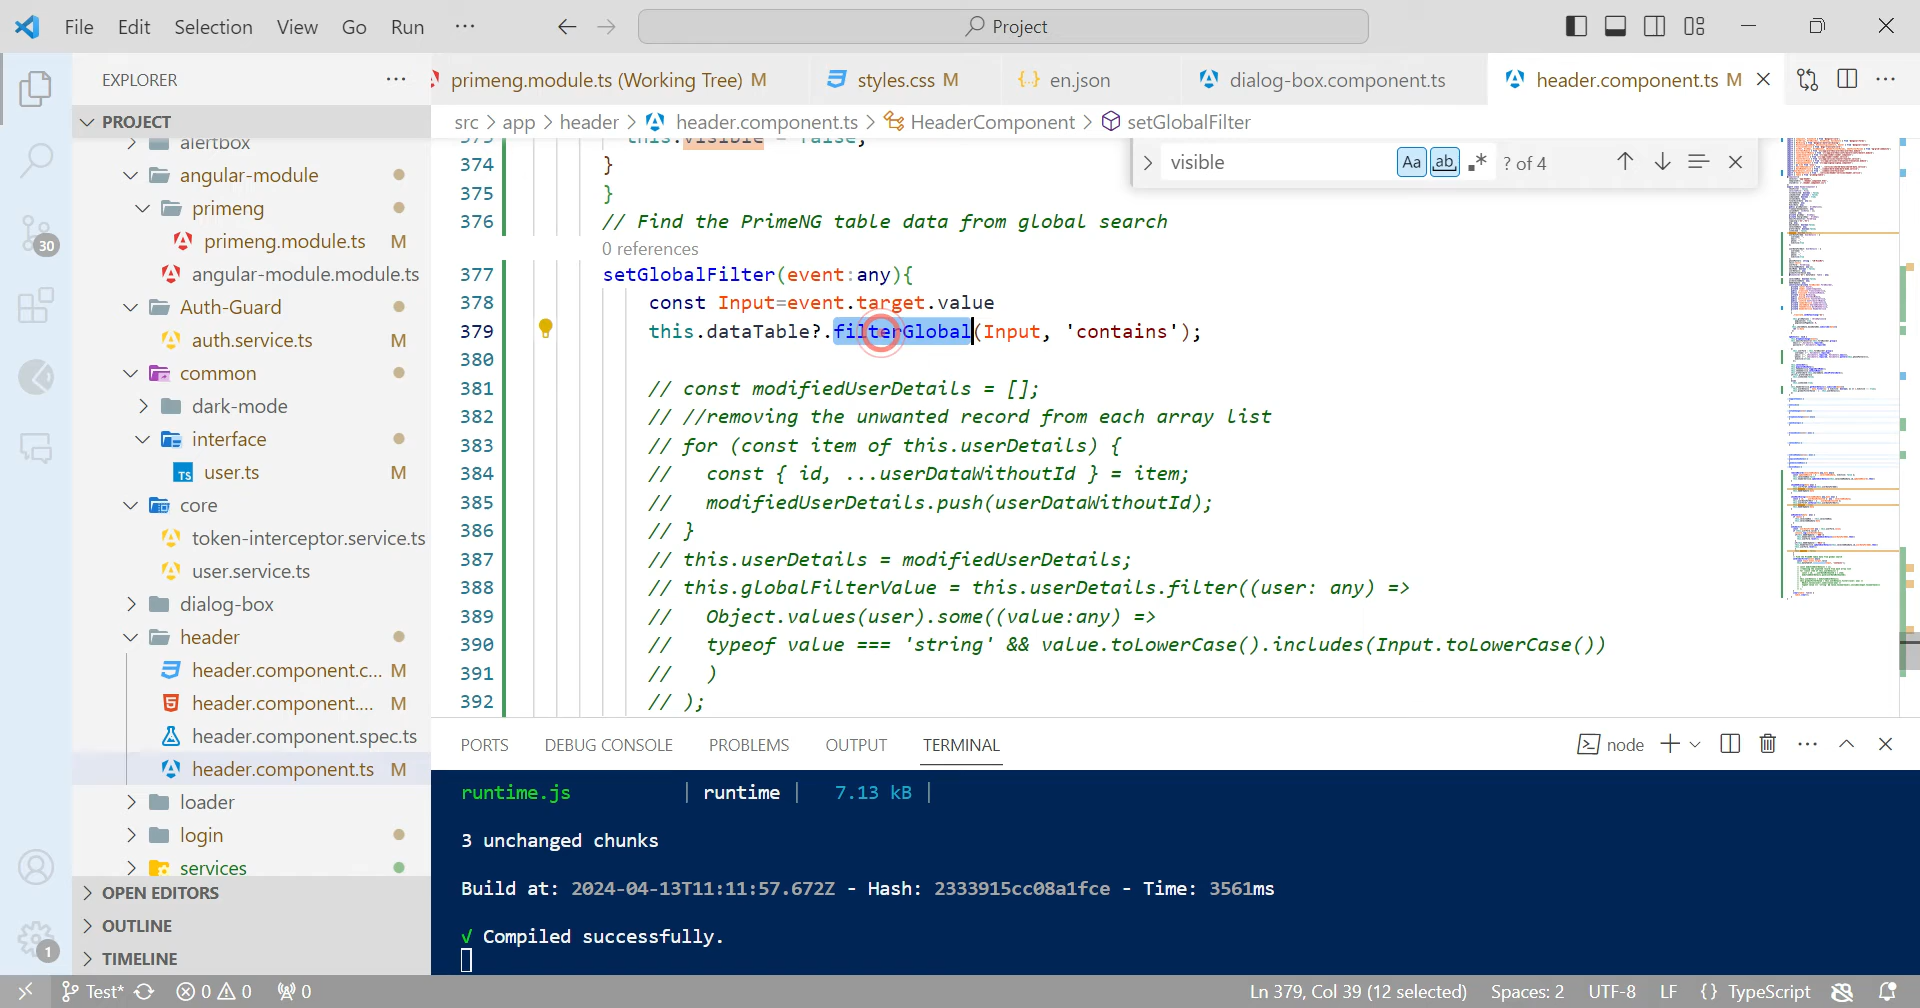 File Edit Selection View Go Run ··· Project
EXPLORER ···
primeng.module.ts (Working Tree) M styles.css M en.json dialog-box.component.ts header.component.ts M ···
PROJECT
src > app > header > header.component.ts > HeaderComponent > setGlobalFilter
alertbox
angular-module
primeng
primeng.module.ts M
angular-module.module.ts
Auth-Guard
auth.service.ts M
common
dark-mode
interface
user.ts M
core
token-interceptor.service.ts
user.service.ts
dialog-box
header
header.component.c... M
header.component.... M
header.component.spec.ts
header.component.ts M
loader
login
services
OPEN EDITORS
OUTLINE
TIMELINE
30
1
visible Aa ab ? of 4
373 this.visible = false;
374 }
375 }
376 // Find the PrimeNG table data from global search
0 references
377 setGlobalFilter(event:any){
378 const Input=event.target.value
379 this.dataTable?.filterGlobal(Input, 'contains');
380
381 // const modifiedUserDetails = [];
382 // //removing the unwanted record from each array list
383 // for (const item of this.userDetails) {
384 // const { id, ...userDataWithoutId } = item;
385 // modifiedUserDetails.push(userDataWithoutId);
386 // }
387 // this.userDetails = modifiedUserDetails;
388 // this.globalFilterValue = this.userDetails.filter((user: any) =>
389 // Object.values(user).some((value:any) =>
390 // typeof value === 'string' && value.toLowerCase().includes(Input.toLowerCase())
391 // )
392 // );
PORTS DEBUG CONSOLE PROBLEMS OUTPUT TERMINAL node ···
runtime.js | runtime | 7.13 kB |
3 unchanged chunks
Build at: 2024-04-13T11:11:57.672Z - Hash: 2333915cc08a1fce - Time: 3561ms
√ Compiled successfully.
Test* 0 0 0 Ln 379, Col 39 (12 selected) Spaces: 2 UTF-8 LF {} TypeScript